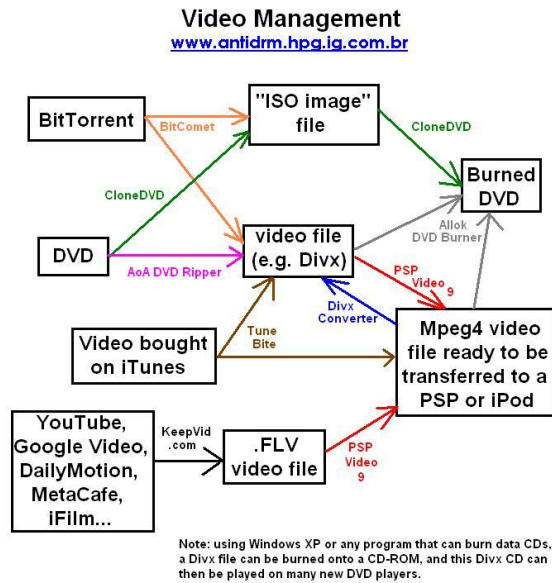 Video Management
www.antidrm.hpg.ig.com.br
BitTorrent
BitComet
"ISO image"
file
CloneDVD
Burned
DVD
CloneDVD
DVD
AoA DVD Ripper
video file
(e.g. Divx)
Allok
DVD Burner
PSP
Video
9
Divx
Converter
Video bought
on iTunes
Tune
Bite
Mpeg4 video
file ready to be
transferred to a
PSP or iPod
YouTube,
Google Video,
DailyMotion,
MetaCafe,
iFilm...
KeepVid
.com
.FLV
video file
PSP
Video
9
Note: using Windows XP or any program that can burn data CDs,
a Divx file can be burned onto a CD-ROM, and this Divx CD can
then be played on many new DVD players.